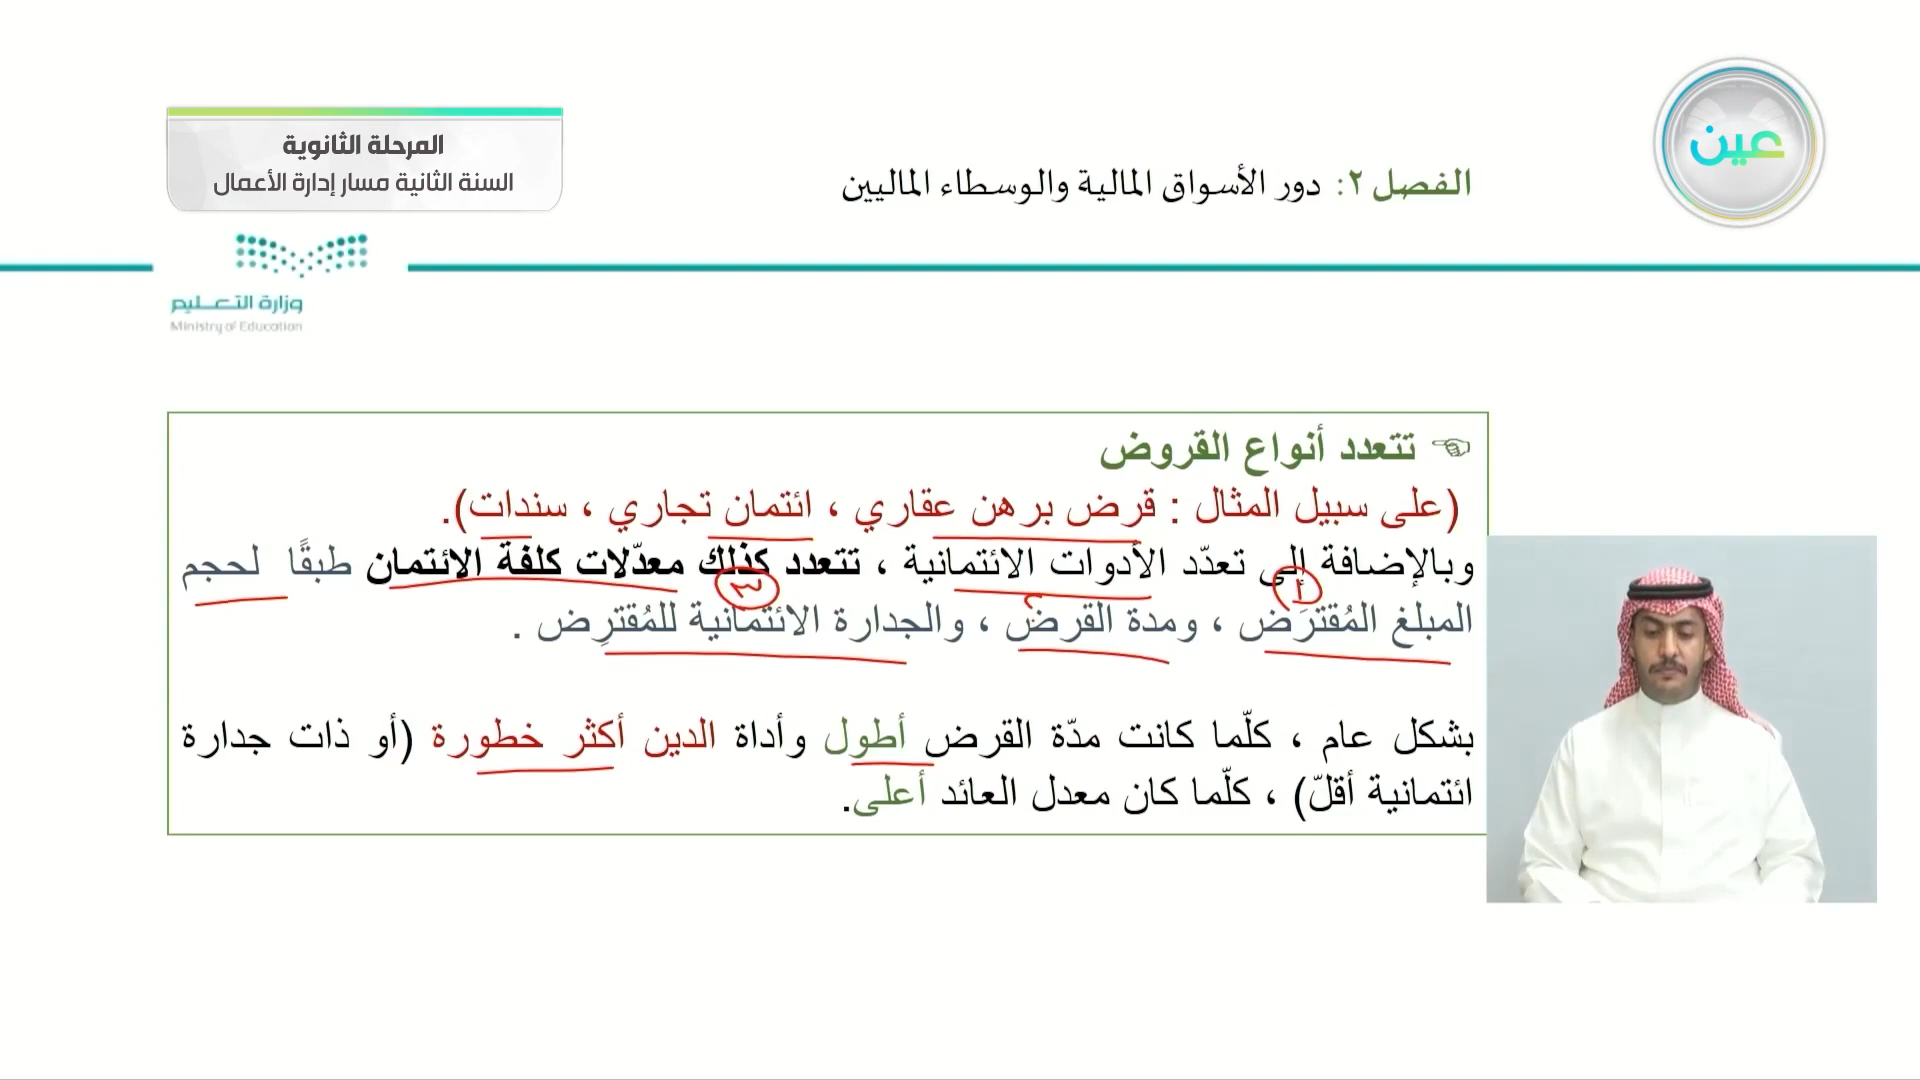 المرحلة الثانوية
السنة الثانية مسار إدارة الأعمال
عين
الفصل ٢: دور الأسواق المالية والوسطاء الماليين
وزارة التعليم
Ministry of Education
تتعدد أنواع القروض
(على سبيل المثال : قرض برهن عقاري ، ائتمان تجاري ، سندات).
وبالإضافة إلى تعدّد الأدوات الائتمانية ، تتعدد كذلك معدّلات كلفة الائتمان طبقًا لحجم
١
٣
المبلغ المُقترَض ، ومدة القرض ، والجدارة الائتمانية للمُقترِض .
بشكل عام ، كلّما كانت مدّة القرض أطول وأداة الدين أكثر خطورة (أو ذات جدارة
ائتمانية أقلّ) ، كلّما كان معدل العائد أعلى.